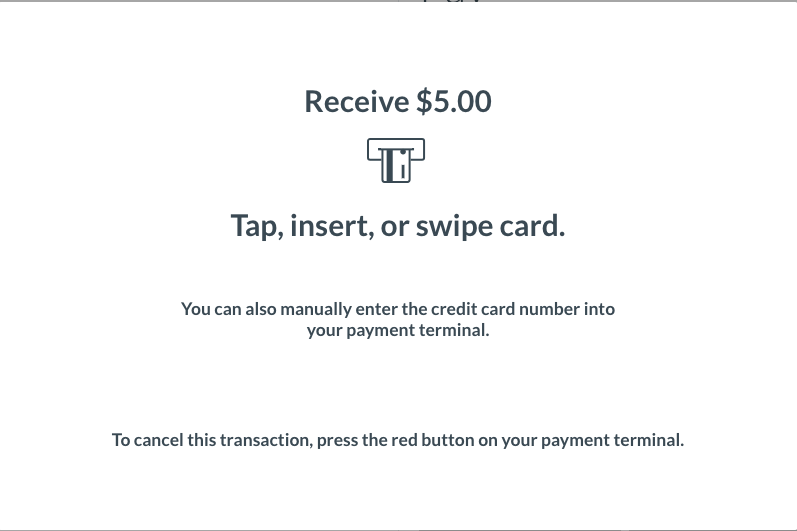 Receive $5.00
Tap, insert, or swipe card.
You can also manually enter the credit card number into
your payment terminal.
To cancel this transaction, press the red button on your payment terminal.